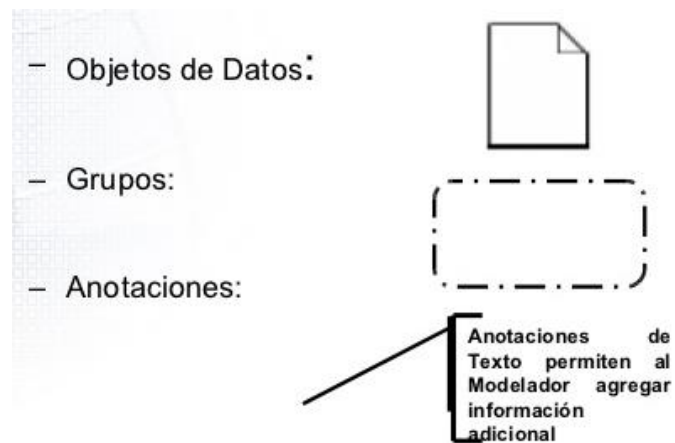 – Objetos de Datos:
– Grupos:
– Anotaciones:
Anotaciones de
Texto permiten al
Modelador agregar
información
adicional